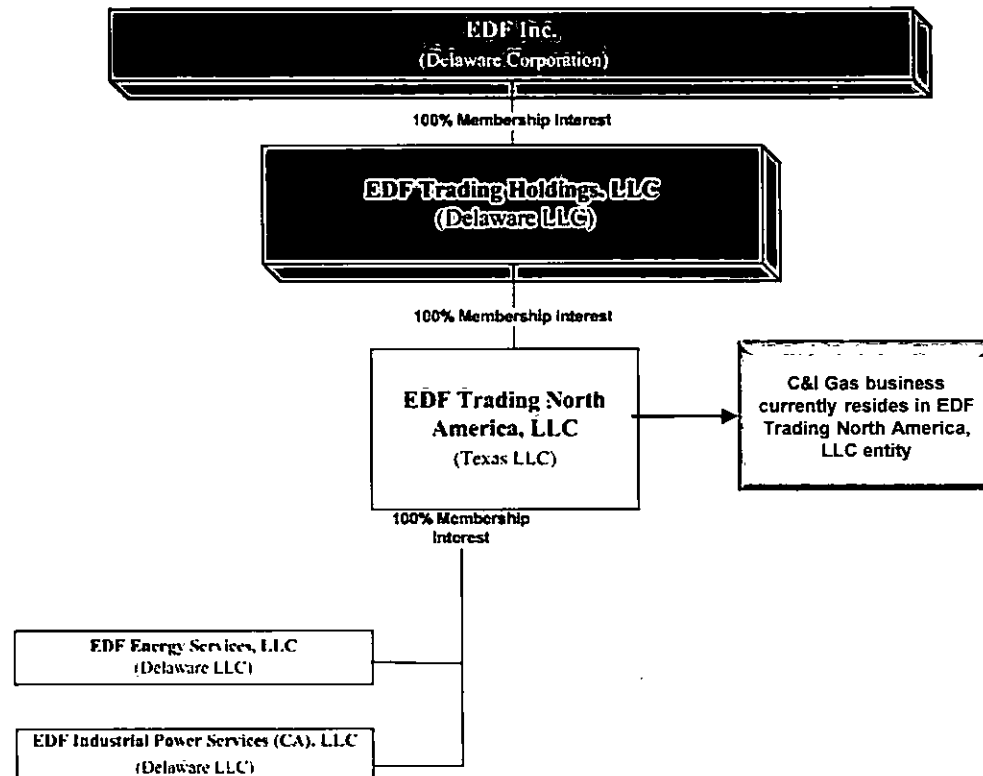 EDF Inc.
(Delaware Corporation)
100% Membership Interest
EDF Trading Holdings, LLC
(Delaware LLC)
100% Membership Interest
EDF Trading North
America, LLC
(Texas LLC)
C&I Gas business
currently resides in EDF
Trading North America,
LLC entity
100% Membership
Interest
EDF Energy Services, LLC
(Delaware LLC)
EDF Industrial Power Services (CA), LLC
(Delaware LLC)